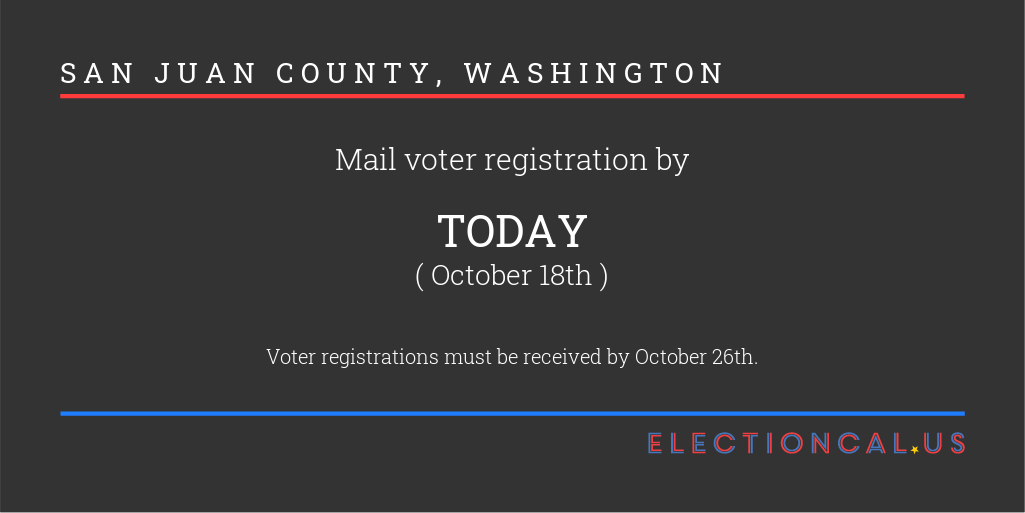 SAN JUAN COUNTY, WASHINGTON
Mail voter registration by
TODAY
( October 18th )
Voter registrations must be received by October 26th.
ELECTIONCAL.US